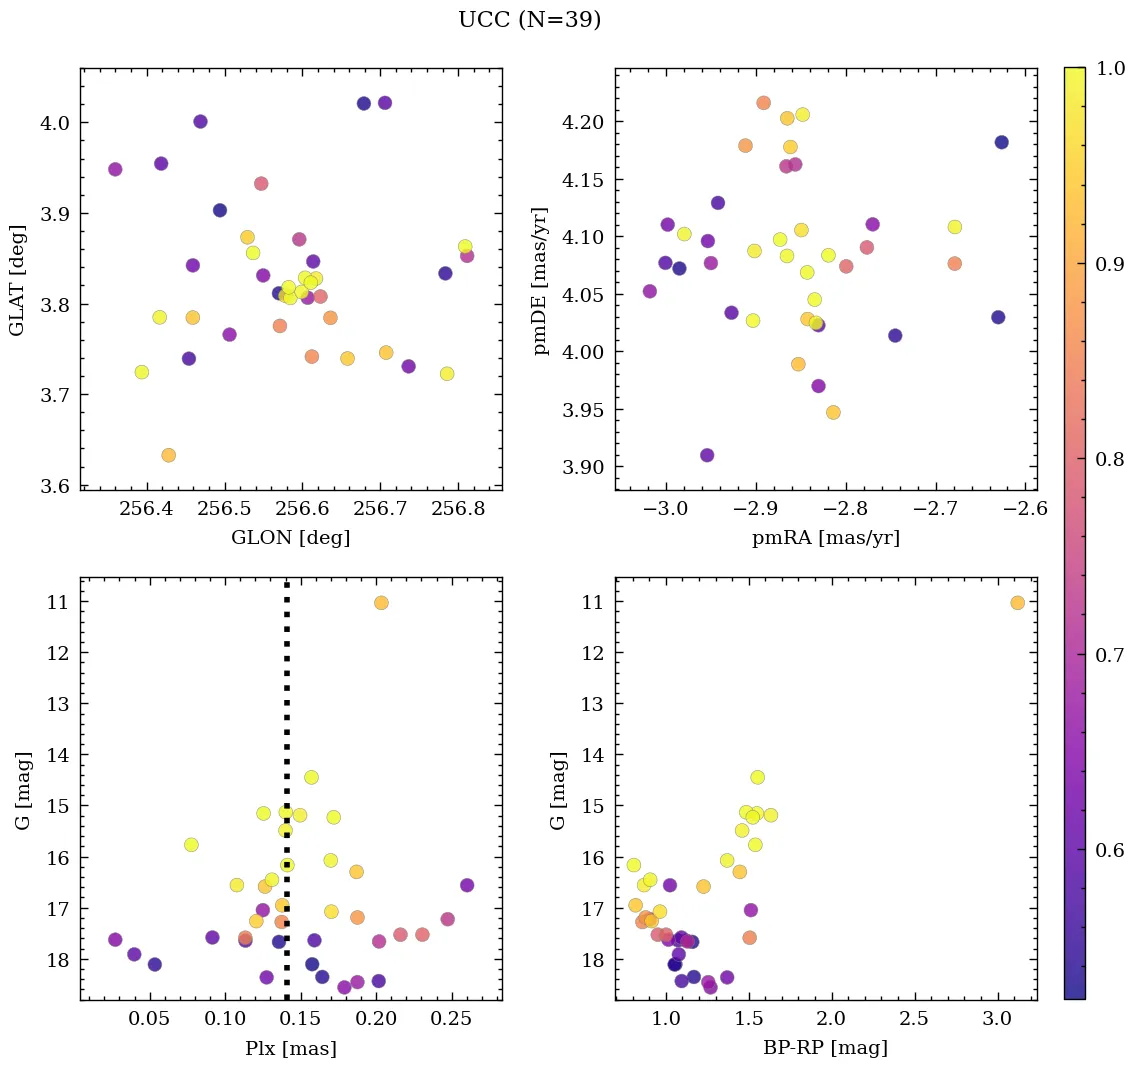 UCC (N=39)
4.0
3.9
3.8
3.7
3.6
GLAT [deg]
256.4 256.5 256.6 256.7 256.8
GLON [deg]
4.20
4.15
4.10
4.05
4.00
3.95
3.90
pmDE [mas/yr]
−3.0 −2.9 −2.8 −2.7 −2.6
pmRA [mas/yr]
1.0
0.9
0.8
0.7
0.6
11
12
13
14
15
16
17
18
G [mag]
0.05 0.10 0.15 0.20 0.25
Plx [mas]
11
12
13
14
15
16
17
18
G [mag]
1.0 1.5 2.0 2.5 3.0
BP-RP [mag]